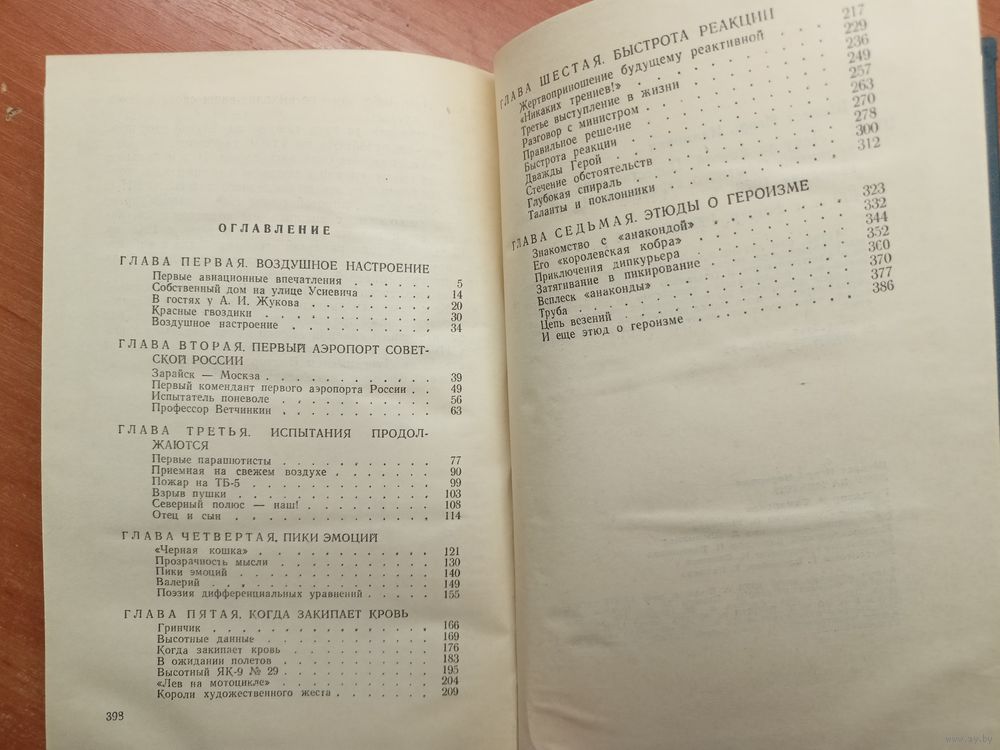 ОГЛАВЛЕНИЕ
ГЛАВА ПЕРВАЯ. ВОЗДУШНОЕ НАСТРОЕНИЕ
Первые авиационные впечатления . . . . . . 5
Собственный дом на улице Усиевича . . . . . 14
В гостях у А. И. Жукова . . . . . . . . 20
Красные гвоздики . . . . . . . . . . 30
Воздушное настроение . . . . . . . . . 34
ГЛАВА ВТОРАЯ. ПЕРВЫЙ АЭРОПОРТ СОВЕТ-
СКОЙ РОССИИ
Зарайск — Москва . . . . . . . . . . 39
Первый комендант первого аэропорта России . . 49
Испытатель поневоле . . . . . . . . . 56
Профессор Ветчинкин . . . . . . . . . 63
ГЛАВА ТРЕТЬЯ. ИСПЫТАНИЯ ПРОДОЛ-
ЖАЮТСЯ
Первые парашютисты . . . . . . . . . 77
Приемная на свежем воздухе . . . . . . . 90
Пожар на ТБ-5 . . . . . . . . . . . 99
Взрыв пушки . . . . . . . . . . . 103
Северный полюс — наш! . . . . . . . . 108
Отец и сын . . . . . . . . . . . . 114
ГЛАВА ЧЕТВЕРТАЯ. ПИКИ ЭМОЦИЙ
«Черная кошка» . . . . . . . . . . . 121
Прозрачность мысли . . . . . . . . . 130
Пики эмоций . . . . . . . . . . . 140
Валерий . . . . . . . . . . . . . 149
Поэзия дифференциальных уравнений . . . . . 155
ГЛАВА ПЯТАЯ. КОГДА ЗАКИПАЕТ КРОВЬ
Гринчик . . . . . . . . . . . . . 166
Высотные данные . . . . . . . . . . 169
Когда закипает кровь . . . . . . . . . 176
В ожидании полетов . . . . . . . . . 183
Высотный ЯК-9 № 29 . . . . . . . . . 195
«Лев на мотоцикле» . . . . . . . . . . 204
Короли художественного жеста . . . . . . . 209
398
ГЛАВА ШЕСТАЯ. БЫСТРОТА РЕАКЦИИ
Жертвоприношение будущему реактивной . . . 217
«Никаких трениев!» . . . . . . . . . 229
Третье выступление в жизни . . . . . . . 236
Разговор с министром . . . . . . . . . 249
Правильное решение . . . . . . . . . 257
Быстрота реакции . . . . . . . . . . 263
Дважды Герой . . . . . . . . . . . 270
Стечение обстоятельств . . . . . . . . 278
Глубокая спираль . . . . . . . . . . 300
Таланты и поклонники . . . . . . . . . 312
ГЛАВА СЕДЬМАЯ. ЭТЮДЫ О ГЕРОИЗМЕ
Знакомство с «анакондой» . . . . . . . . 323
Его «королевская кобра» . . . . . . . . 332
Приключения дипкурьера . . . . . . . . 344
Затягивание в пикирование . . . . . . . 352
Всплеск «анаконды» . . . . . . . . . 360
Труба . . . . . . . . . . . . . . 370
Цепь везений . . . . . . . . . . . 377
И еще этюд о героизме . . . . . . . . 386
www.ay.by